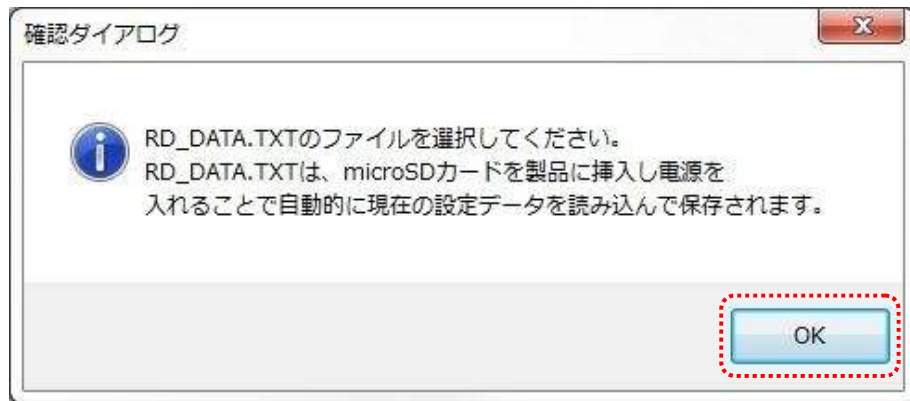 確認ダイアログ
RD_DATA.TXTのファイルを選択してください。
RD_DATA.TXTは、microSDカードを製品に挿入し電源を
入れることで自動的に現在の設定データを読み込んで保存されます。
OK